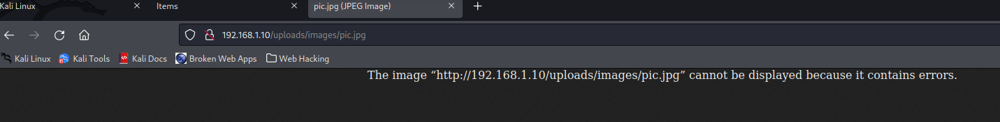 Kali Linux
Items
pic.jpg (JPEG Image)
192.168.1.10/uploads/images/pic.jpg
Kali Linux Kali Tools Kali Docs Broken Web Apps Web Hacking
The image “http://192.168.1.10/uploads/images/pic.jpg” cannot be displayed because it contains errors.